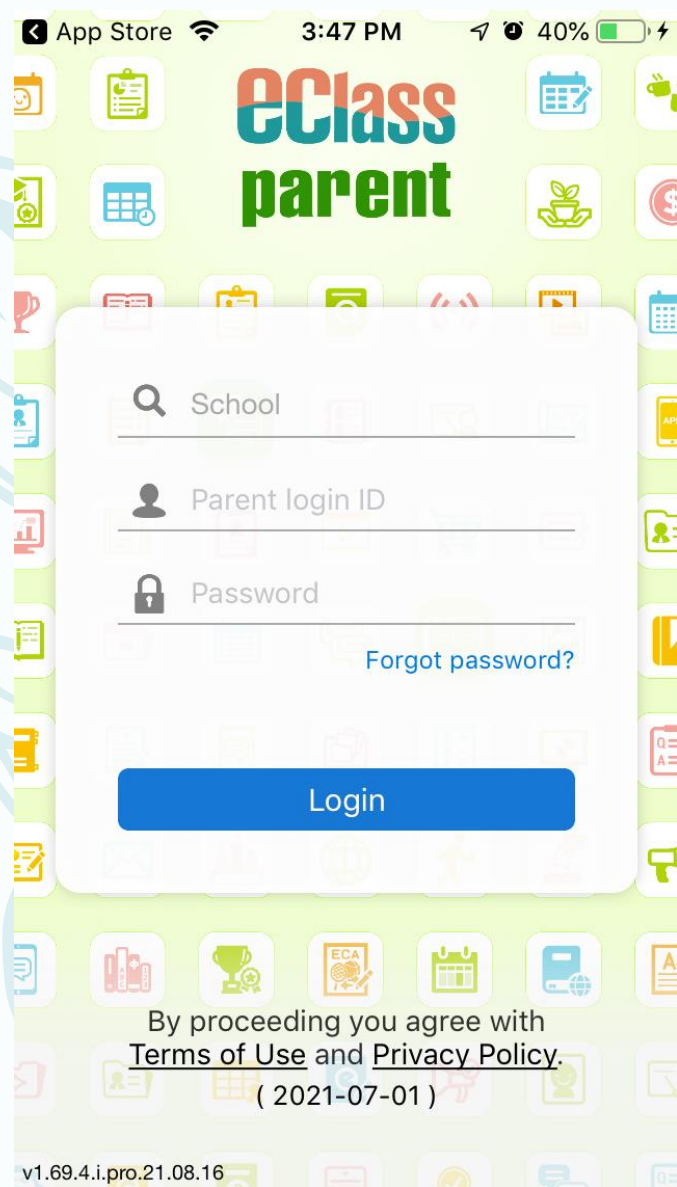 App Store 3:47 PM 40%
eClass
parent
School
Parent login ID
Password
Forgot password?
Login
ECA
By proceeding you agree with
Terms of Use and Privacy Policy.
( 2021-07-01 )
v1.69.4.i.pro.21.08.16